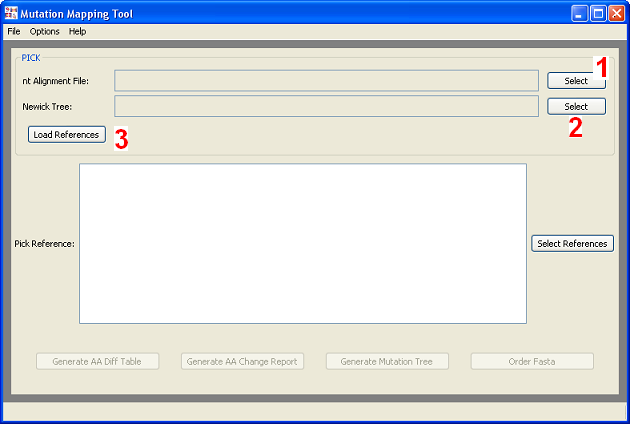 Mutation Mapping Tool
File Options Help
PICK
nt Alignment File: Select 1
Newick Tree: Select 2
Load References 3
Pick Reference: Select References
Generate AA Diff Table Generate AA Change Report Generate Mutation Tree Order Fasta